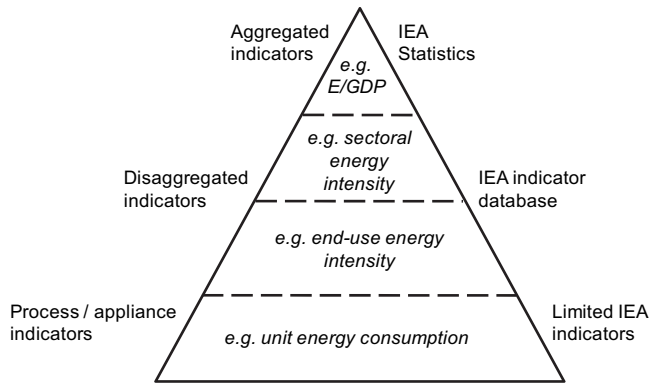 Aggregated
indicators
IEA
Statistics
e.g.
E/GDP
e.g. sectoral
energy
intensity
Disaggregated
indicators
IEA indicator
database
e.g. end-use energy
intensity
Process / appliance
indicators
Limited IEA
indicators
e.g. unit energy consumption